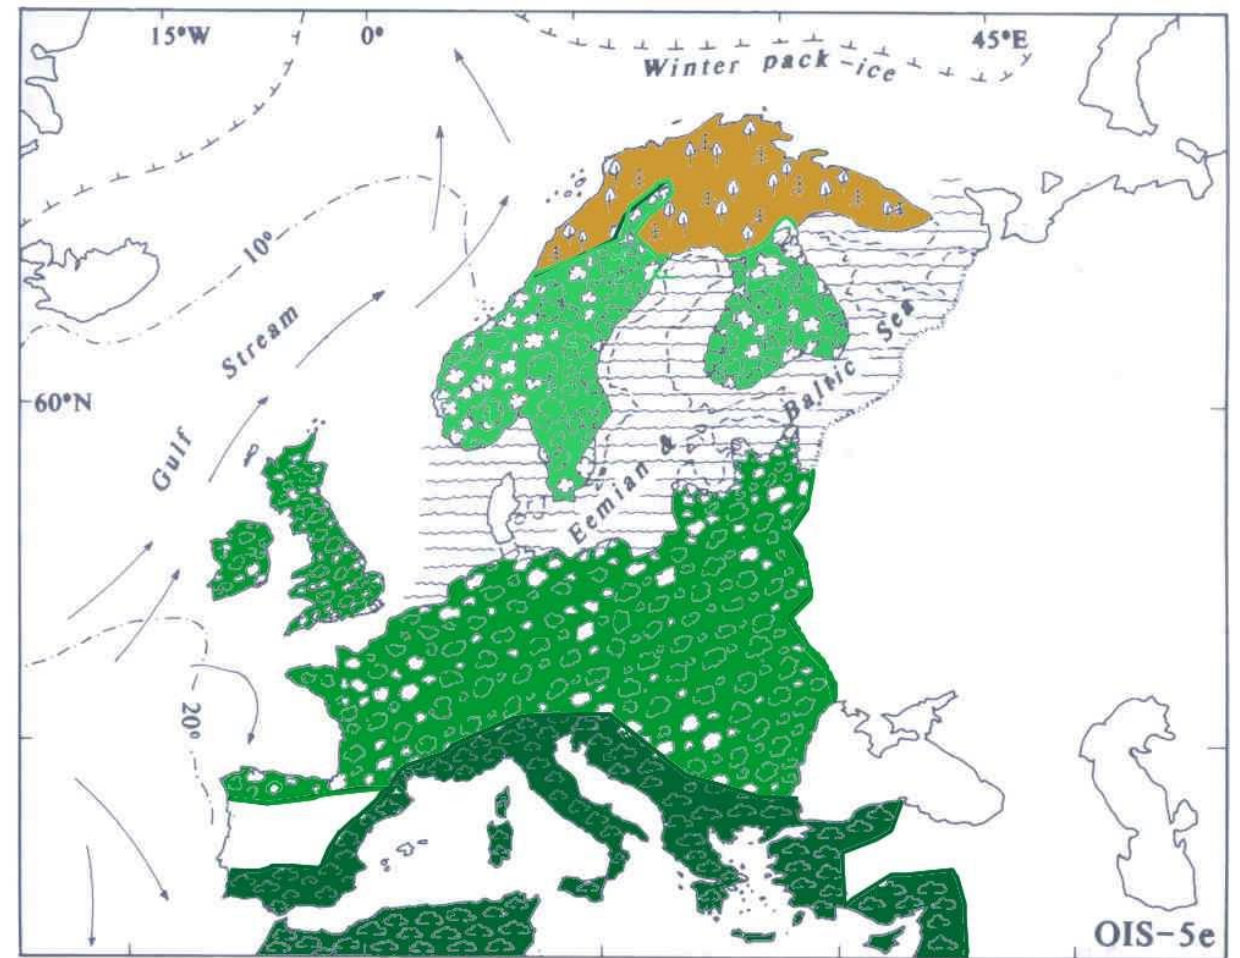 15°W
0°
45°E
Winter pack-ice
10°
Gulf Stream
60°N
Eemian & Baltic Sea
20°
OIS-5e